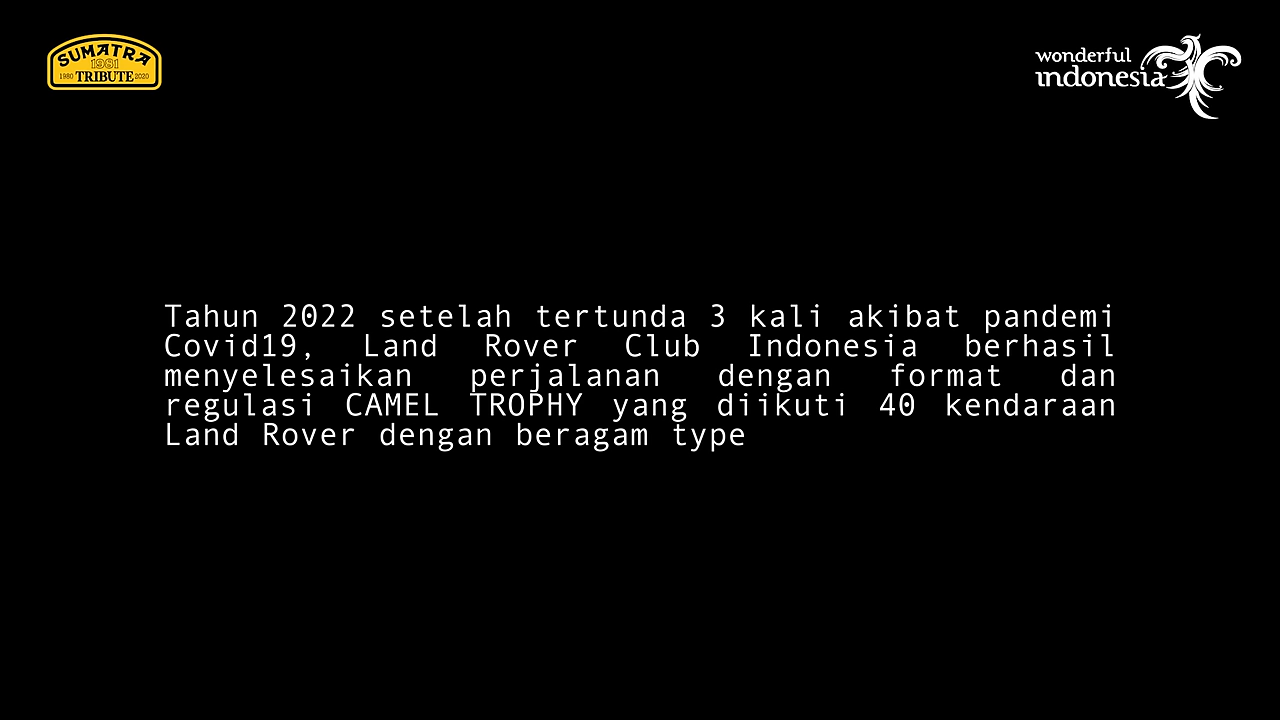 SUMATRA
1981
1980 TRIBUTE 2020
wonderful
indonesia
Tahun 2022 setelah tertunda 3 kali akibat pandemi
Covid19, Land Rover Club Indonesia berhasil
menyelesaikan perjalanan dengan format dan
regulasi CAMEL TROPHY yang diikuti 40 kendaraan
Land Rover dengan beragam type